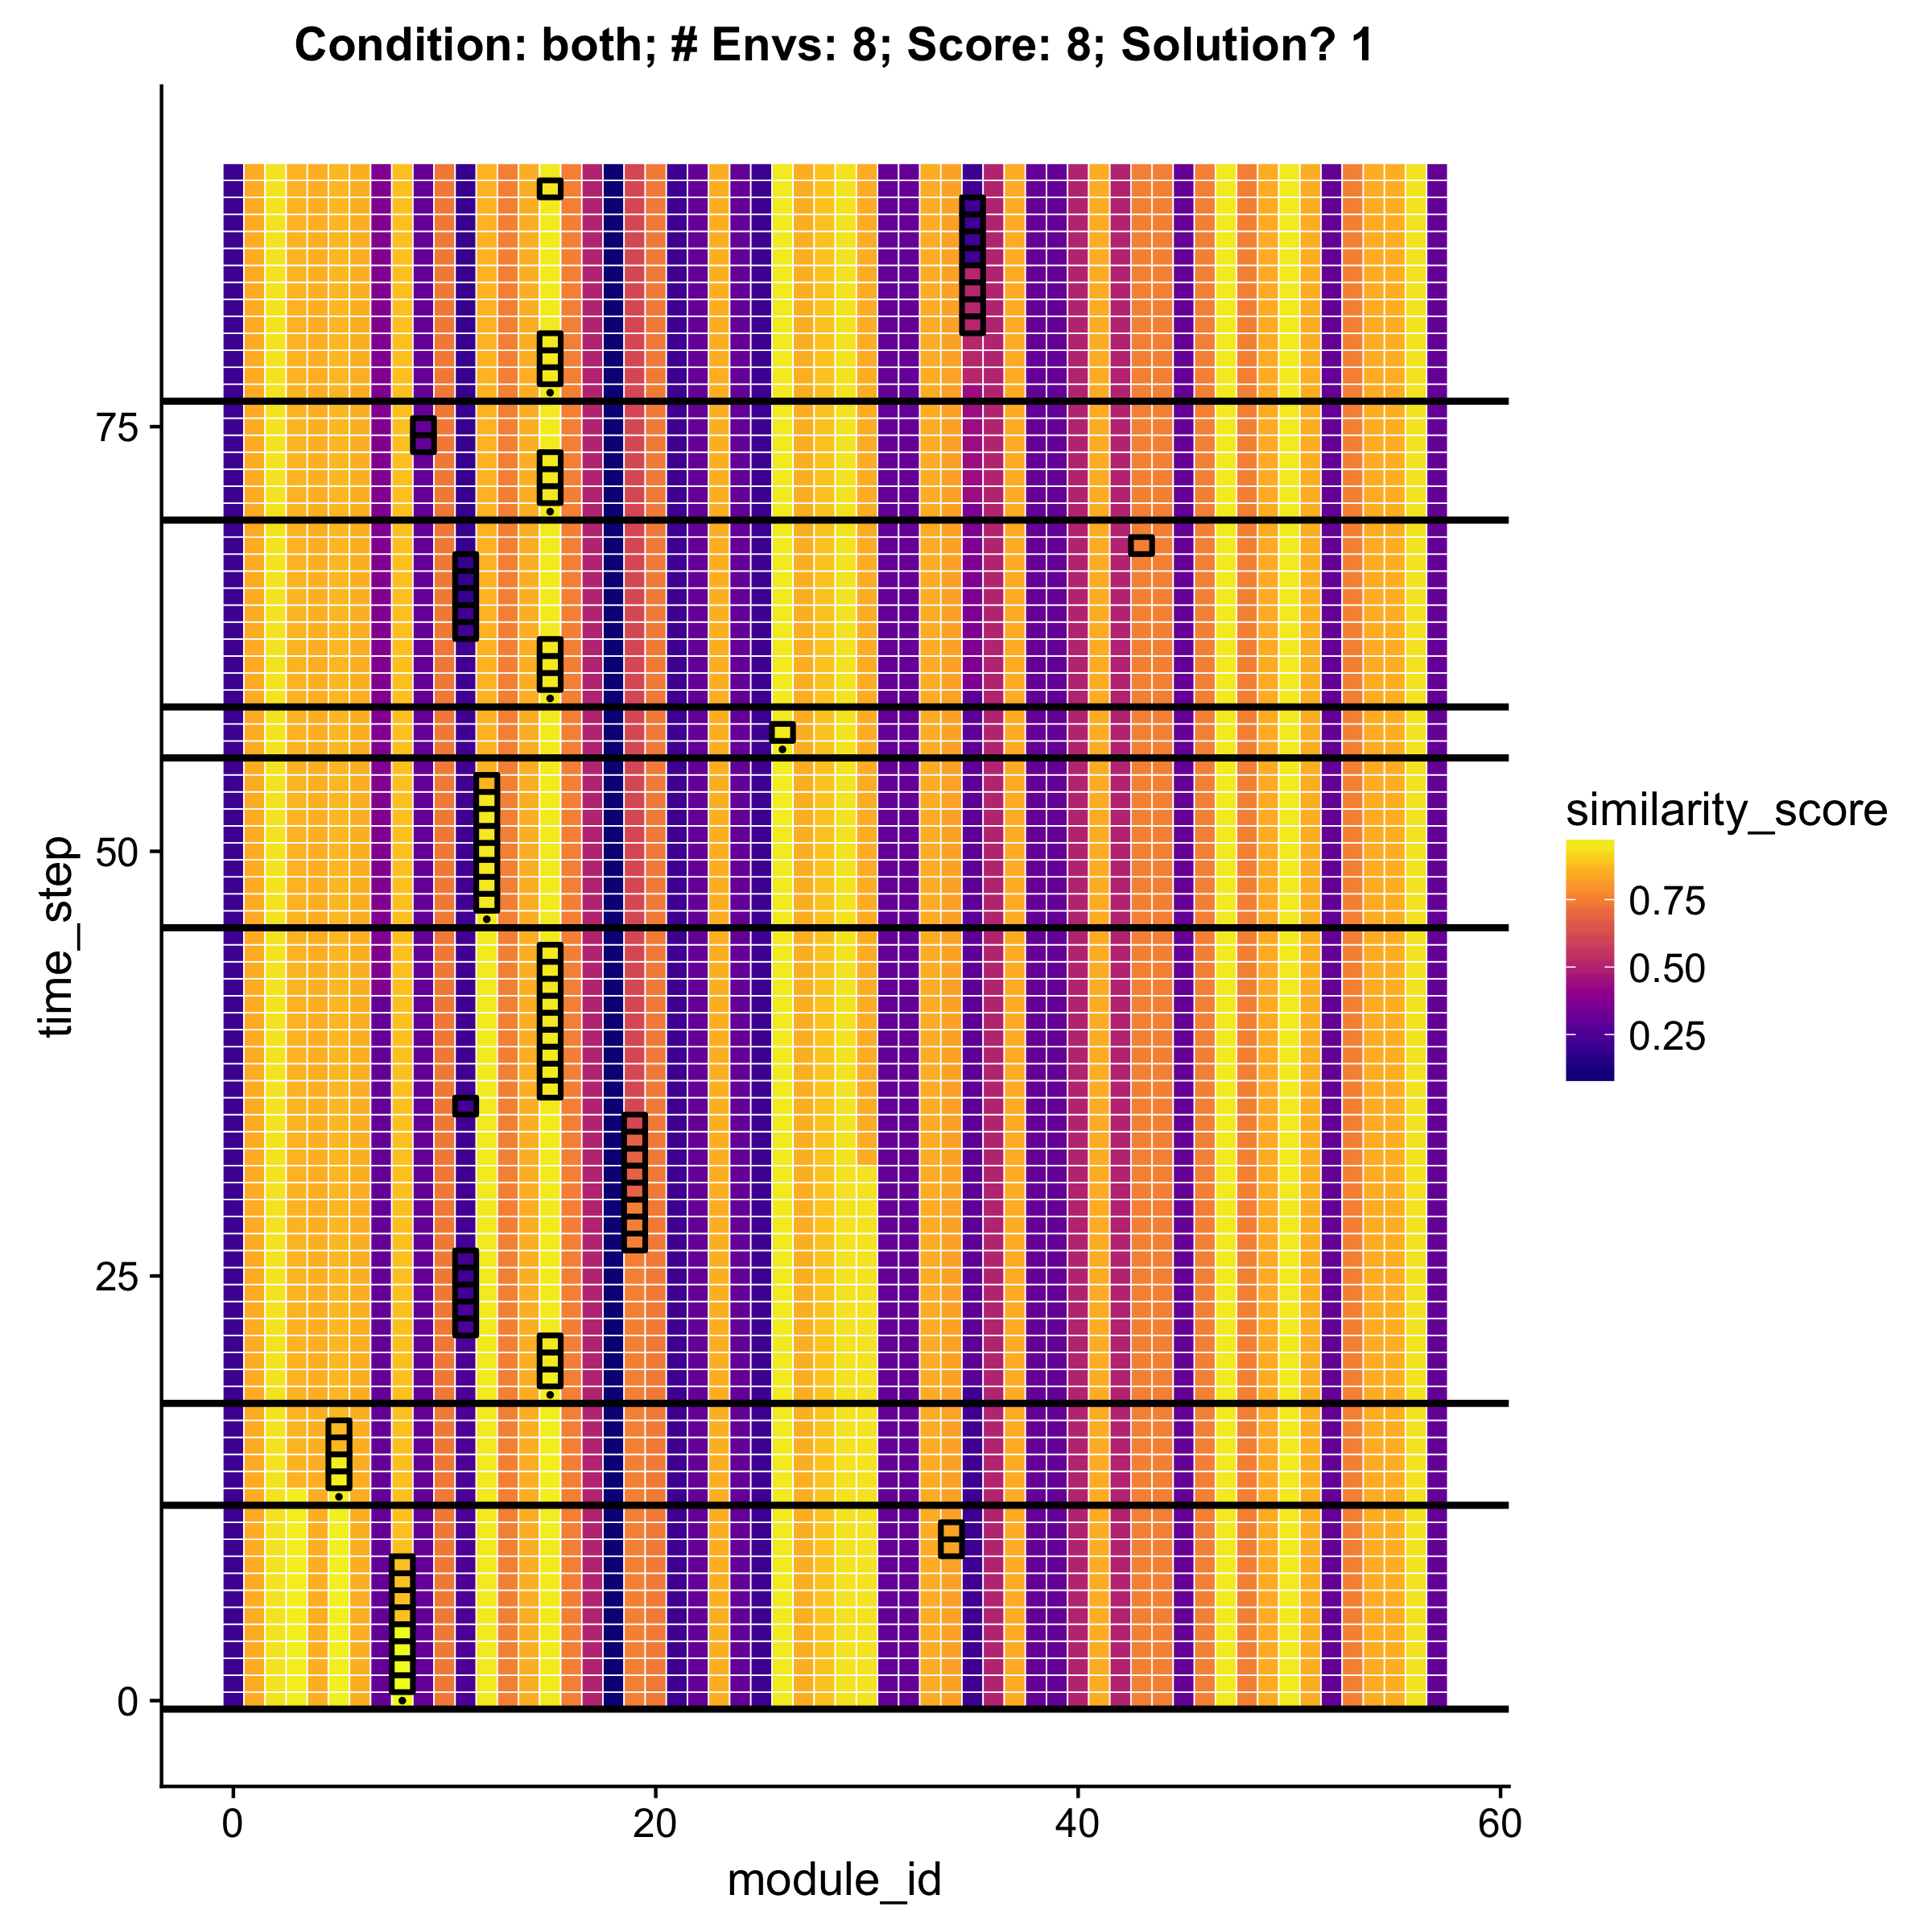 Condition: both; # Envs: 8; Score: 8; Solution? 1
time_step
75
50
25
0
0
20
40
60
module_id
similarity_score
0.75
0.50
0.25